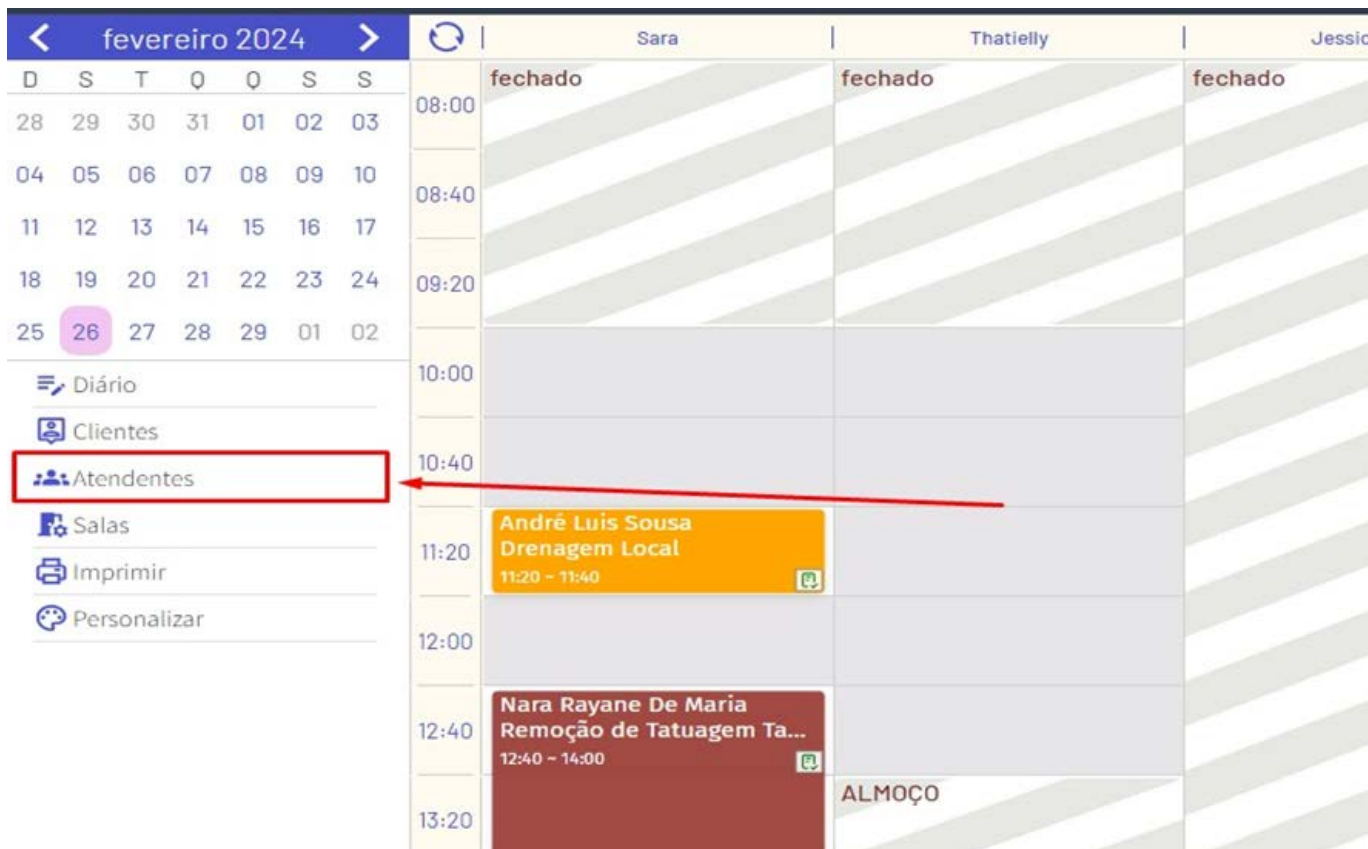 fevereiro 2024
D S T Q Q S S
28 29 30 31 01 02 03
04 05 06 07 08 09 10
11 12 13 14 15 16 17
18 19 20 21 22 23 24
25 26 27 28 29 01 02
Diário
Clientes
Atendentes
Salas
Imprimir
Personalizar
Sara Thatielly Jessic
08:00
08:40
09:20
10:00
10:40
11:20
12:00
12:40
13:20
fechado
André Luis Sousa
Drenagem Local
11:20 - 11:40
Nara Rayane De Maria
Remoção de Tatuagem Ta...
12:40 - 14:00
fechado
ALMOÇO
fechado